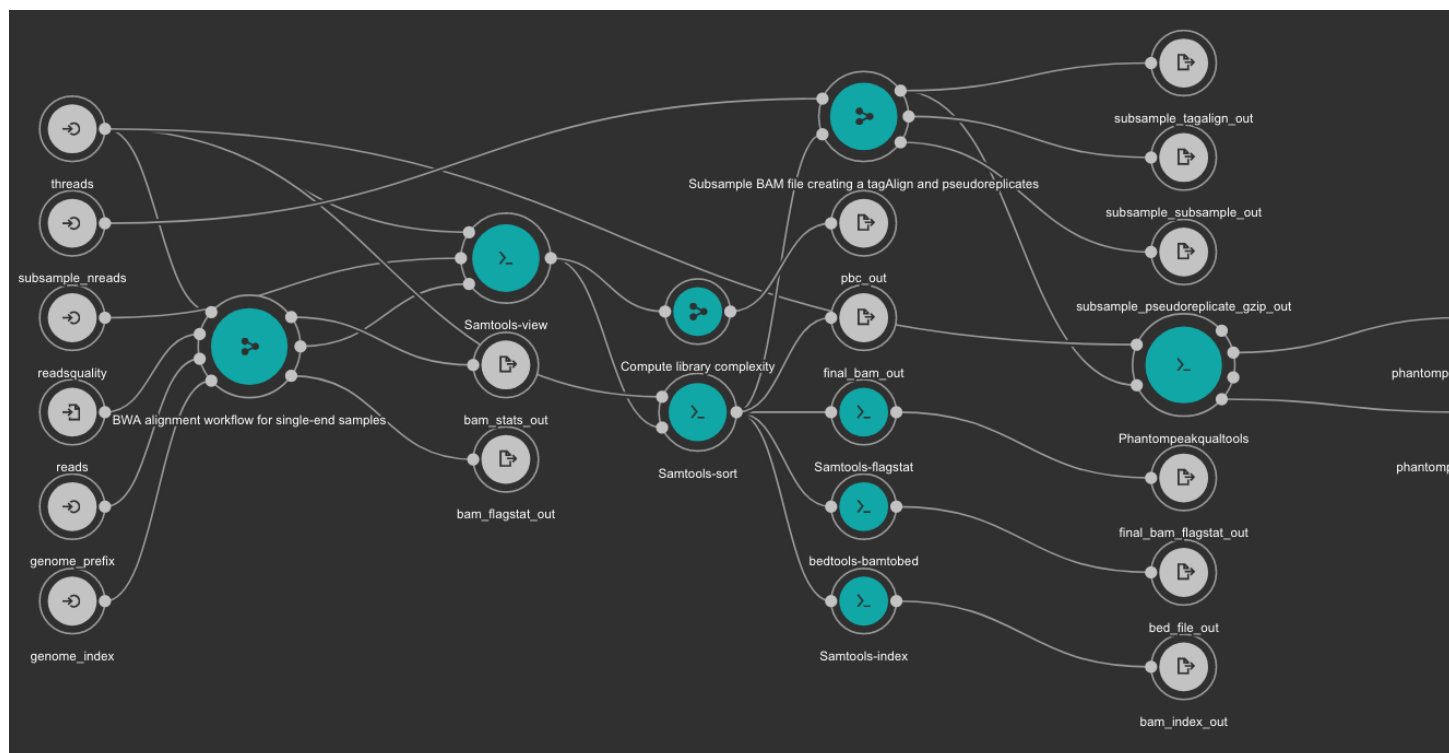 threads
subsample_nreads
readsquality
reads
genome_prefix
genome_index
BWA alignment workflow for single-end samples
Samtools-view
bam_stats_out
bam_flagstat_out
Compute library complexity
Samtools-sort
Subsample BAM file creating a tagAlign and pseudoreplicates
pbc_out
final_bam_out
Samtools-flagstat
bedtools-bamtobed
Samtools-index
subsample_tagalign_out
subsample_subsample_out
subsample_pseudoreplicate_gzip_out
Phantompeakqualtools
final_bam_flagstat_out
bed_file_out
bam_index_out
phantompe
phantomp